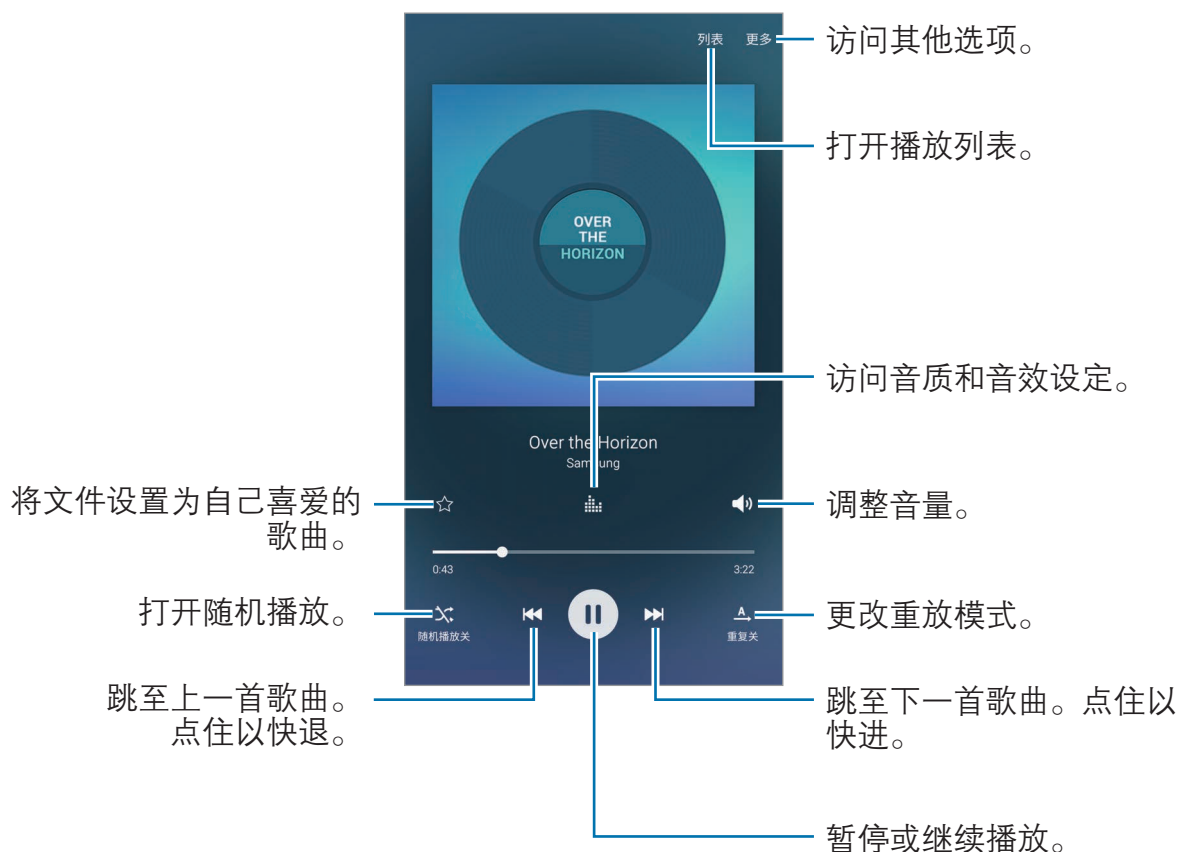 列表 更多
访问其他选项。
打开播放列表。
OVER
THE
HORIZON
访问音质和音效设定。
Over the Horizon
Samsung
将文件设置为自己喜爱的
歌曲。
调整音量。
0:43 3:22
打开随机播放。
随机播放关
A
重复关
更改重放模式。
跳至上一首歌曲。
点住以快退。
跳至下一首歌曲。点住以
快进。
暂停或继续播放。